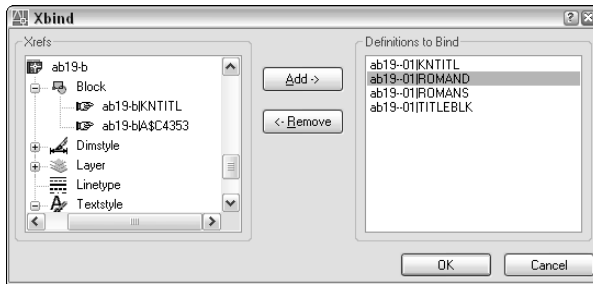 Xbind
Xrefs
ab19-b
Block
ab19-b|KNTITL
ab19-b|A$C4353
Dimstyle
Layer
Linetype
Textstyle
Add ->
<- Remove
Definitions to Bind
ab19--01|KNTITL
ab19--01|ROMAND
ab19--01|ROMANS
ab19--01|TITLEBLK
OK
Cancel